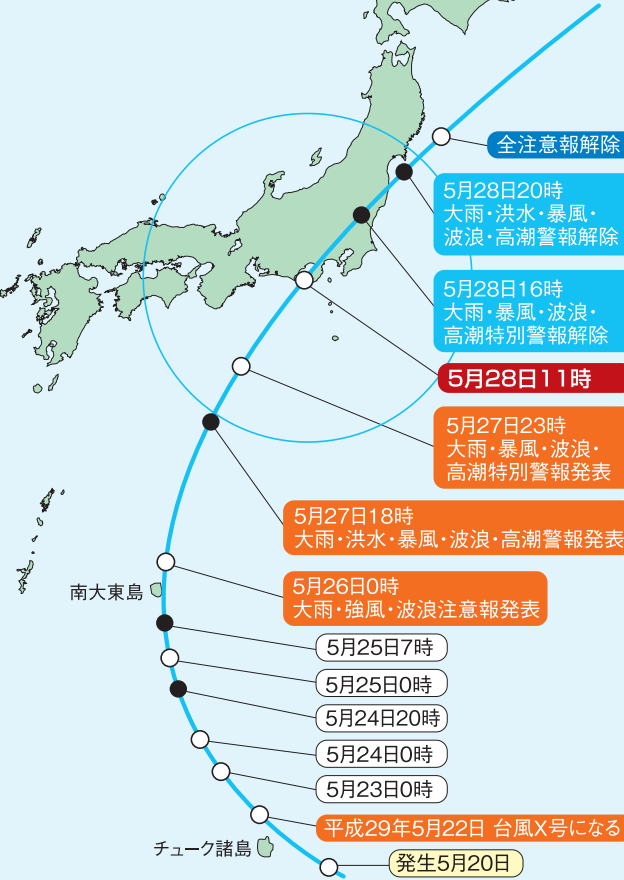 全注意報解除
5月28日20時
大雨・洪水・暴風・
波浪・高潮警報解除
5月28日16時
大雨・暴風・波浪・
高潮特別警報解除
5月28日11時
5月27日23時
大雨・暴風・波浪・
高潮特別警報発表
5月27日18時
大雨・洪水・暴風・波浪・高潮警報発表
5月26日0時
大雨・強風・波浪注意報発表
南大東島
5月25日7時
5月25日0時
5月24日20時
5月24日0時
5月23日0時
平成29年5月22日 台風X号になる
チューク諸島
発生5月20日